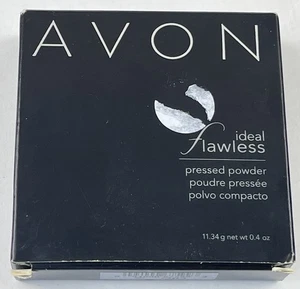 AVON
ideal
flawless
pressed powder
poudre pressée
polvo compacto
11.34 g net wt 0.4 oz